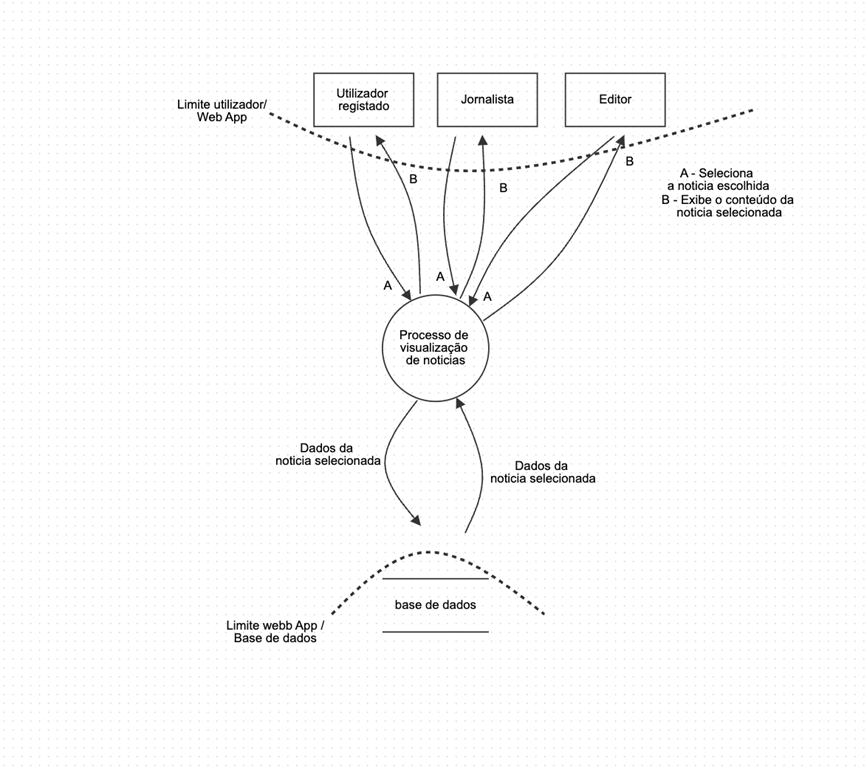 Limite utilizador/
Web App
Utilizador
registado
Jornalista
Editor
B
B
B
A - Seleciona
a noticia escolhida
B - Exibe o conteúdo da
noticia selecionada
A
A
A
Processo de
visualização
de noticias
Dados da
noticia selecionada
Dados da
noticia selecionada
base de dados
Limite webb App /
Base de dados